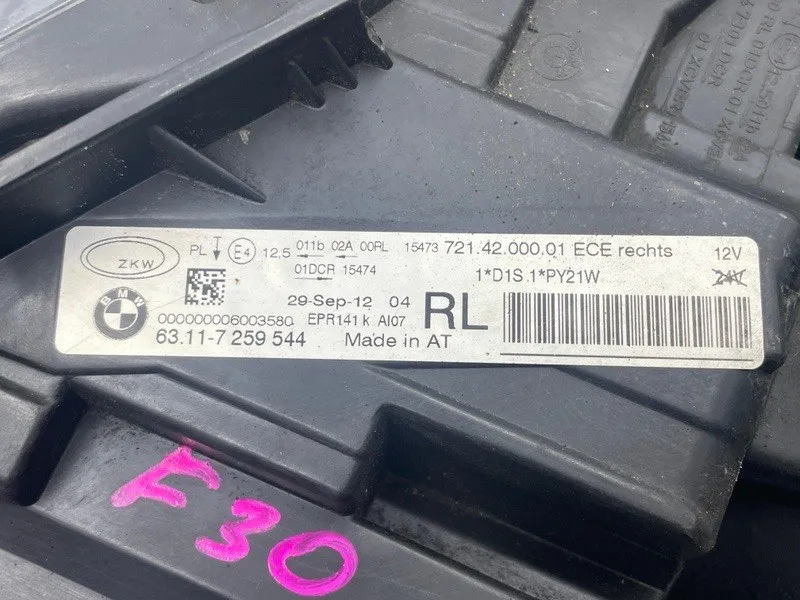 ZKW
PL E4 12.5 011b 02A 00RL 15473 721.42.000.01 ECE rechts 12V
01DCR 15474 1*D1S 1*PY21W 24V
BMW
29-Sep-12 04 RL
000000006003580 EPR141k AI07
63.11-7 259 544 Made in AT
F30